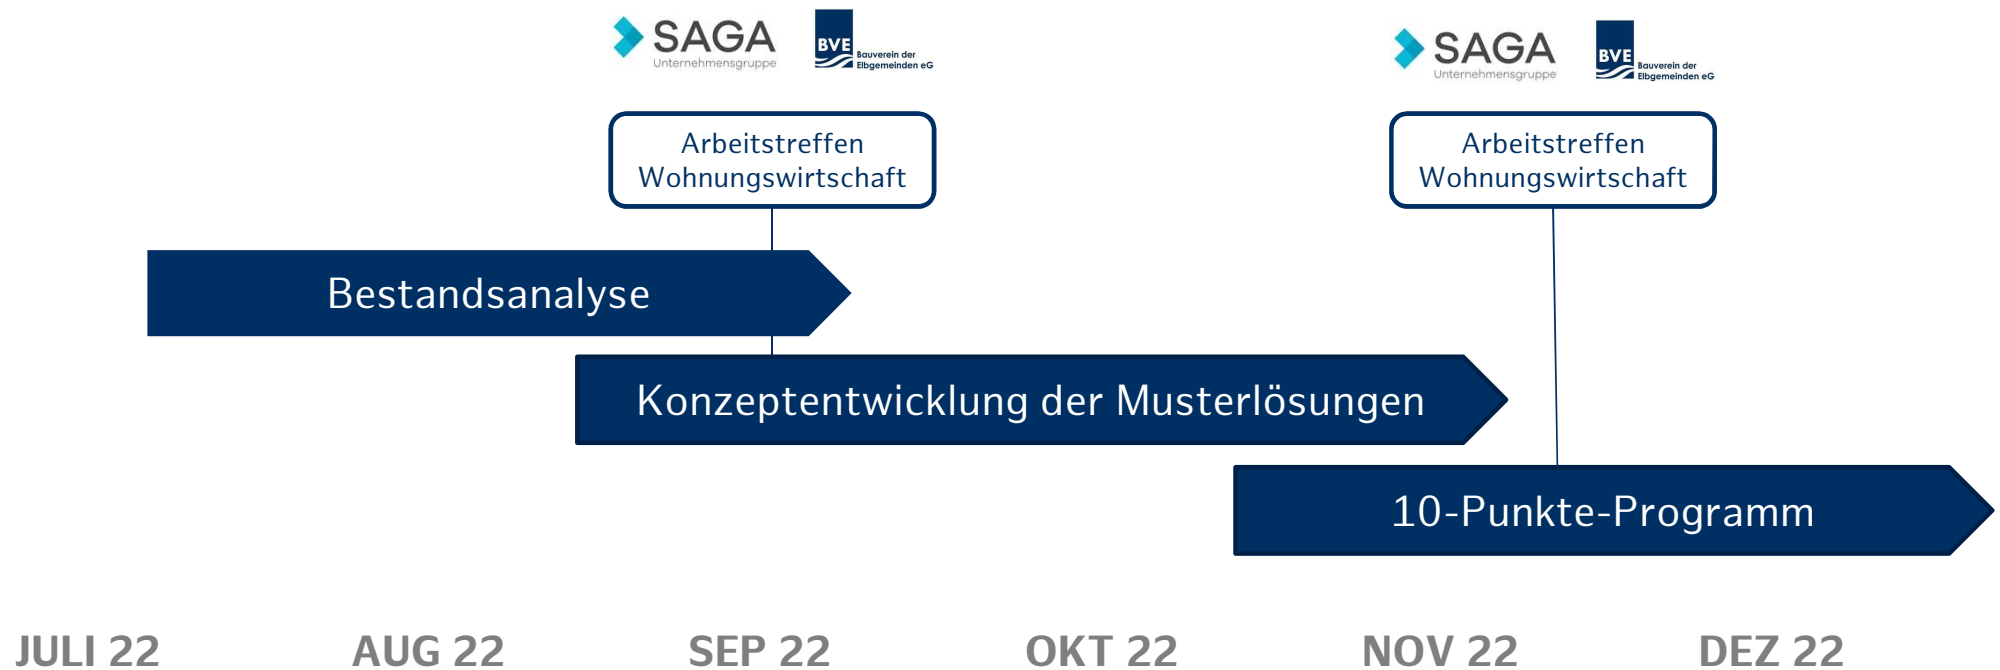 SAGA
Unternehmensgruppe
BVE
Bauverein der
Elbgemeinden eG
SAGA
Unternehmensgruppe
BVE
Bauverein der
Elbgemeinden eG
Arbeitstreffen
Wohnungswirtschaft
Arbeitstreffen
Wohnungswirtschaft
Bestandsanalyse
Konzeptentwicklung der Musterlösungen
10-Punkte-Programm
JULI 22
AUG 22
SEP 22
OKT 22
NOV 22
DEZ 22